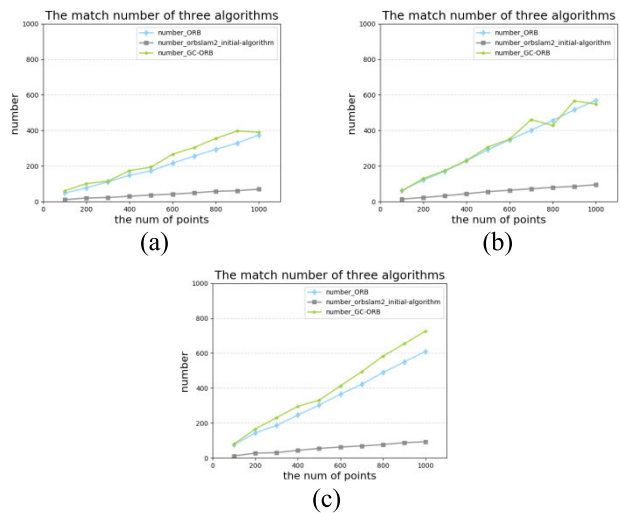 The match number of three algorithms
1000
800
600
400
200
0
number
number_ORB
number_orbslam2_initial-algorithm
number_GC-ORB
0 200 400 600 800 1000
the num of points
(a)
The match number of three algorithms
1000
800
600
400
200
0
number
number_ORB
number_orbslam2_initial-algorithm
number_GC-ORB
0 200 400 600 800 1000
the num of points
(b)
The match number of three algorithms
1000
800
600
400
200
0
number
number_ORB
number_orbslam2_initial-algorithm
number_GC-ORB
0 200 400 600 800 1000
the num of points
(c)